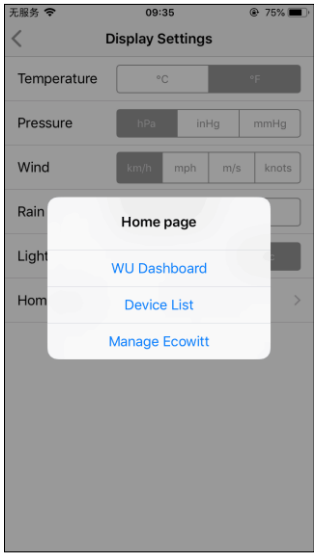 无服务 09:35 75%
Display Settings
Temperature °C °F
Pressure hPa inHg mmHg
Wind km/h mph m/s knots
Rain
Light
Hom
Home page
WU Dashboard
Device List
Manage Ecowitt